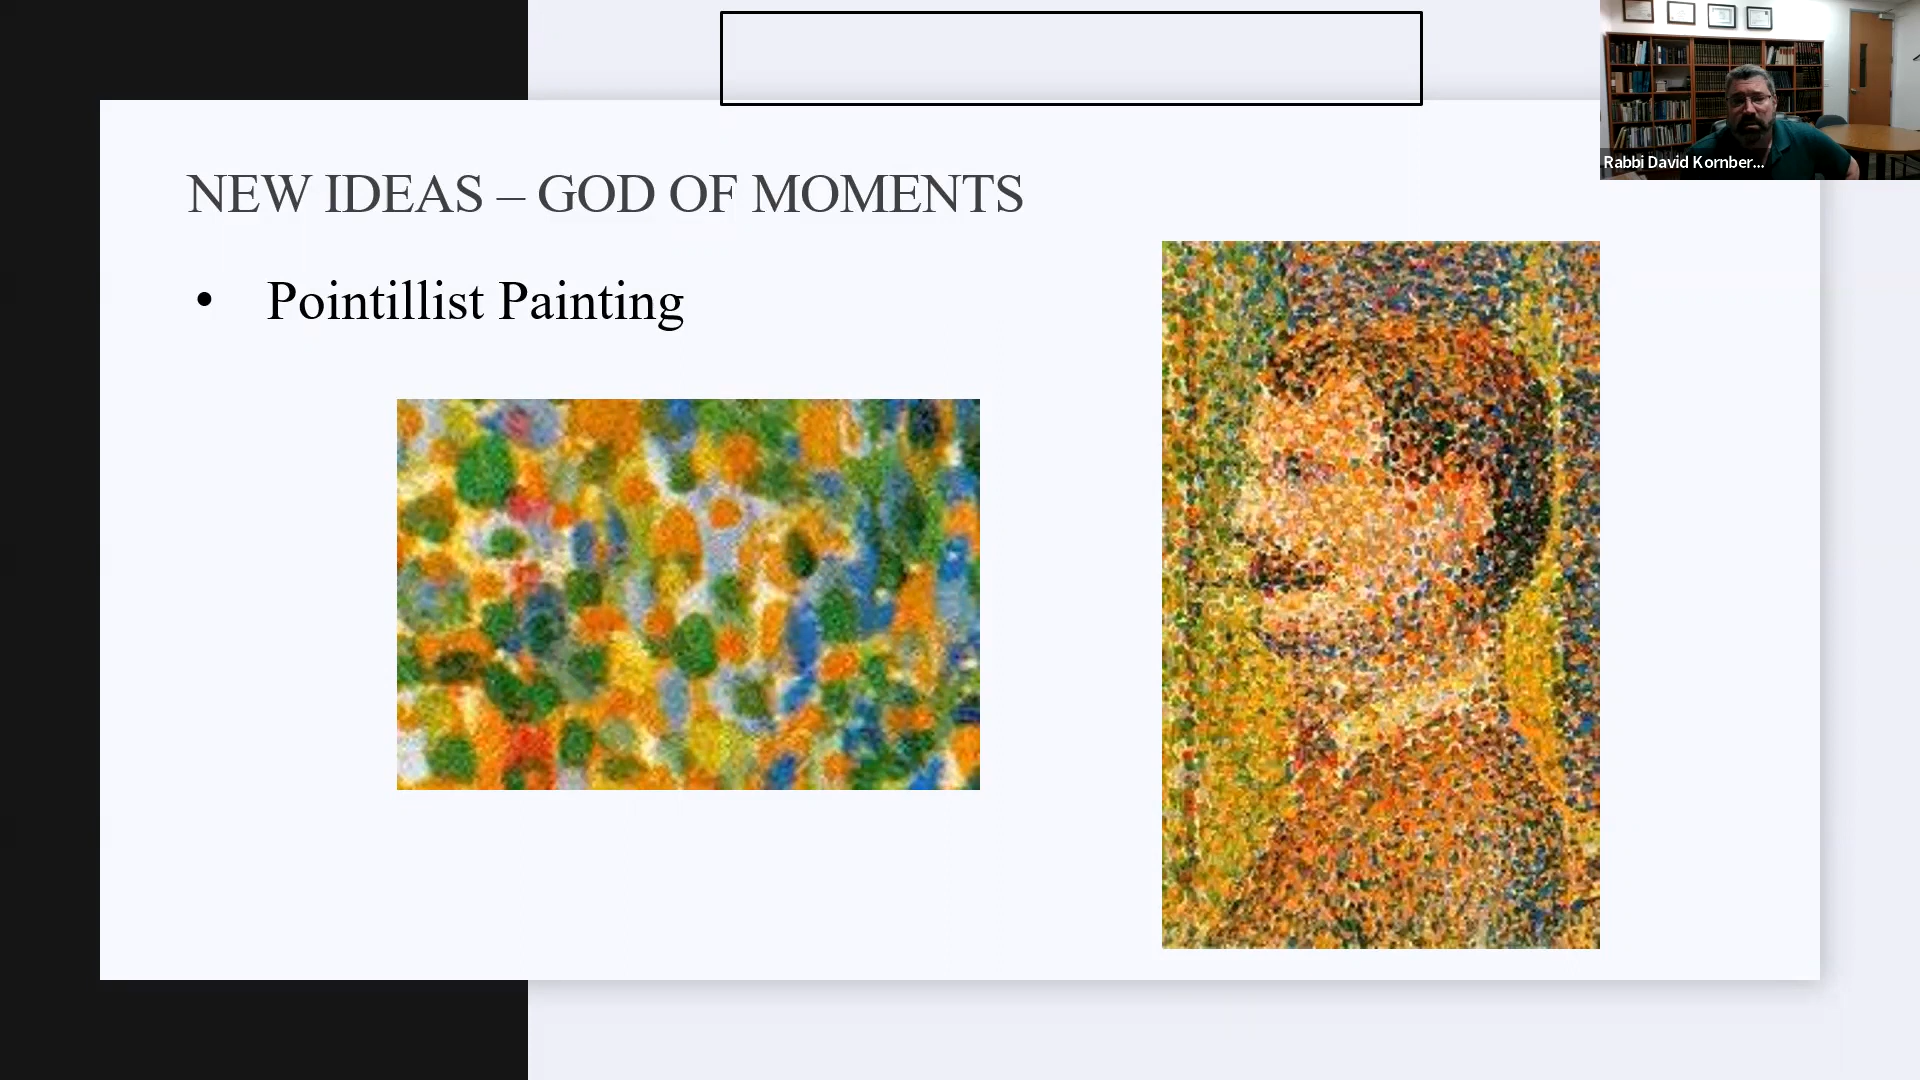 NEW IDEAS – GOD OF MOMENTS
• Pointillist Painting
Rabbi David Kornber...